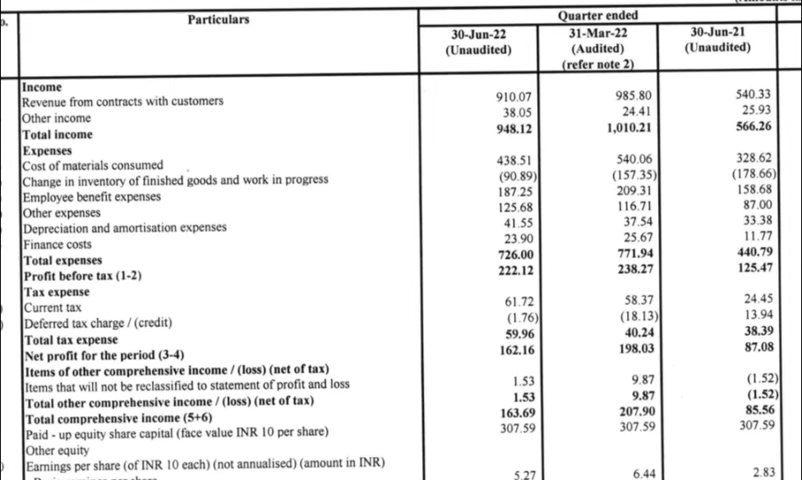 Particulars Quarter ended
30-Jun-22 31-Mar-22 30-Jun-21
(Unaudited) (Audited) (Unaudited)
(refer note 2)
Income
Revenue from contracts with customers 910.07 985.80 540.33
Other income 38.05 24.41 25.93
Total income 948.12 1,010.21 566.26
Expenses
Cost of materials consumed 438.51 540.06 328.62
Change in inventory of finished goods and work in progress (90.89) (157.35) (178.66)
Employee benefit expenses 187.25 209.31 158.68
Other expenses 125.68 116.71 87.00
Depreciation and amortisation expenses 41.55 37.54 33.38
Finance costs 23.90 25.67 11.77
Total expenses 726.00 771.94 440.79
Profit before tax (1-2) 222.12 238.27 125.47
Tax expense
Current tax 61.72 58.37 24.45
Deferred tax charge / (credit) (1.76) (18.13) 13.94
Total tax expense 59.96 40.24 38.39
Net profit for the period (3-4) 162.16 198.03 87.08
Items of other comprehensive income / (loss) (net of tax)
Items that will not be reclassified to statement of profit and loss 1.53 9.87 (1.52)
Total other comprehensive income / (loss) (net of tax) 1.53 9.87 (1.52)
Total comprehensive income (5+6) 163.69 207.90 85.56
Paid - up equity share capital (face value INR 10 per share) 307.59 307.59 307.59
Other equity
Earnings per share (of INR 10 each) (not annualised) (amount in INR)
5.27 6.44 2.83